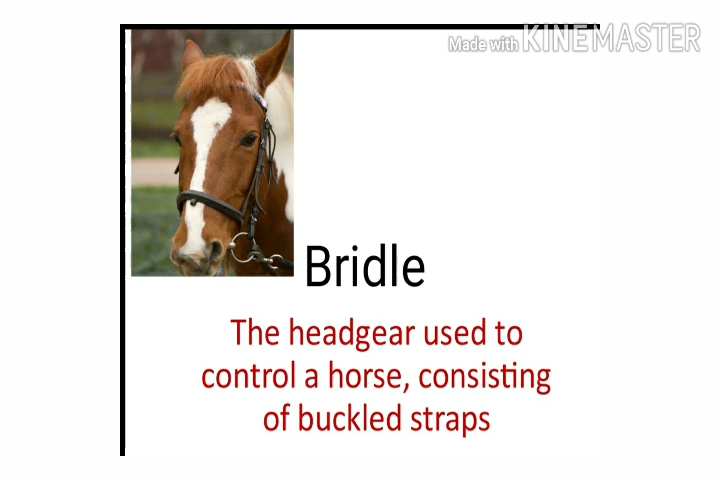 Made with KINEMASTER
Bridle
The headgear used to
control a horse, consisting
of buckled straps